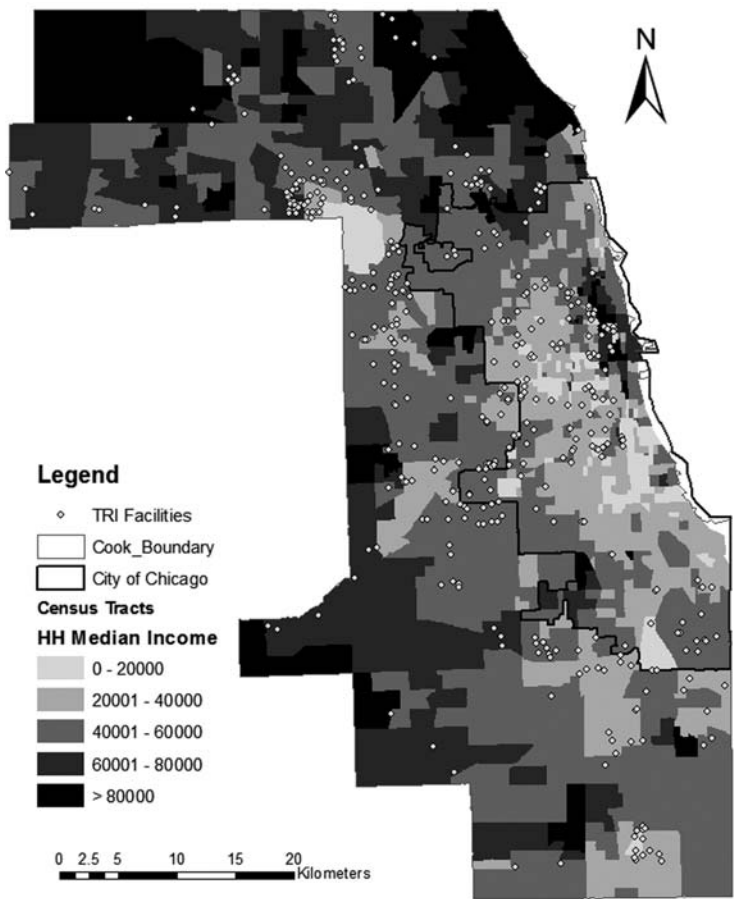 N
Legend
TRI Facilities
Cook_Boundary
City of Chicago
Census Tracts
HH Median Income
0 - 20000
20001 - 40000
40001 - 60000
60001 - 80000
> 80000
0 2.5 5 10 15 20
Kilometers